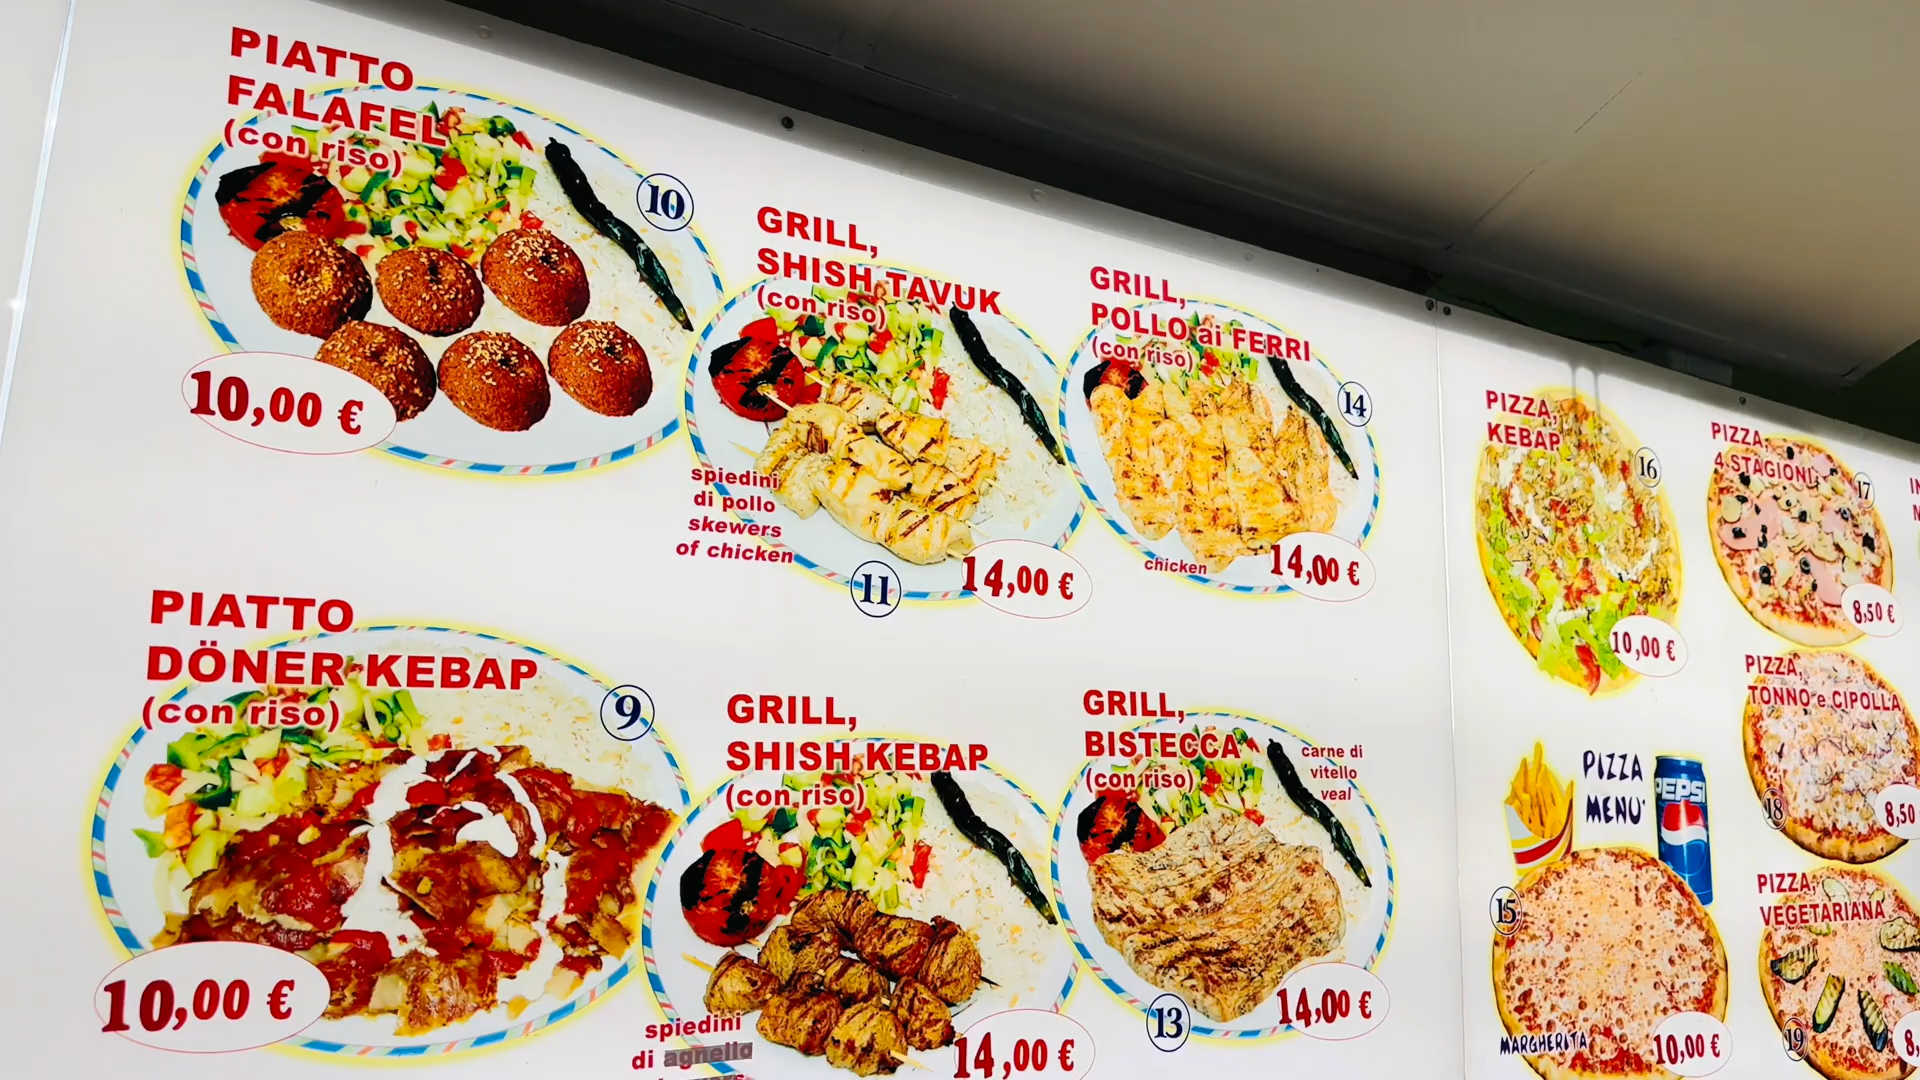 PIATTO
FALAFEL
(con riso)
10
10,00 €
GRILL,
SHISH TAVUK
(con riso)
spiedini
di pollo
skewers
of chicken
11
14,00 €
GRILL,
POLLO ai FERRI
(con riso)
14
chicken
14,00 €
PIZZA,
KEBAP
16
10,00 €
PIZZA,
4 STAGIONI
17
8,50 €
PIATTO
DÖNER KEBAP
(con riso)
9
10,00 €
GRILL,
SHISH KEBAP
(con riso)
spiedini
di agnello
14,00 €
GRILL,
BISTECCA
(con riso)
carne di
vitello
veal
13
14,00 €
PIZZA
MENU'
PEPSI
15
MARGHERITA
10,00 €
PIZZA,
TONNO e CIPOLLA
18
8,50
PIZZA,
VEGETARIANA
19
8,